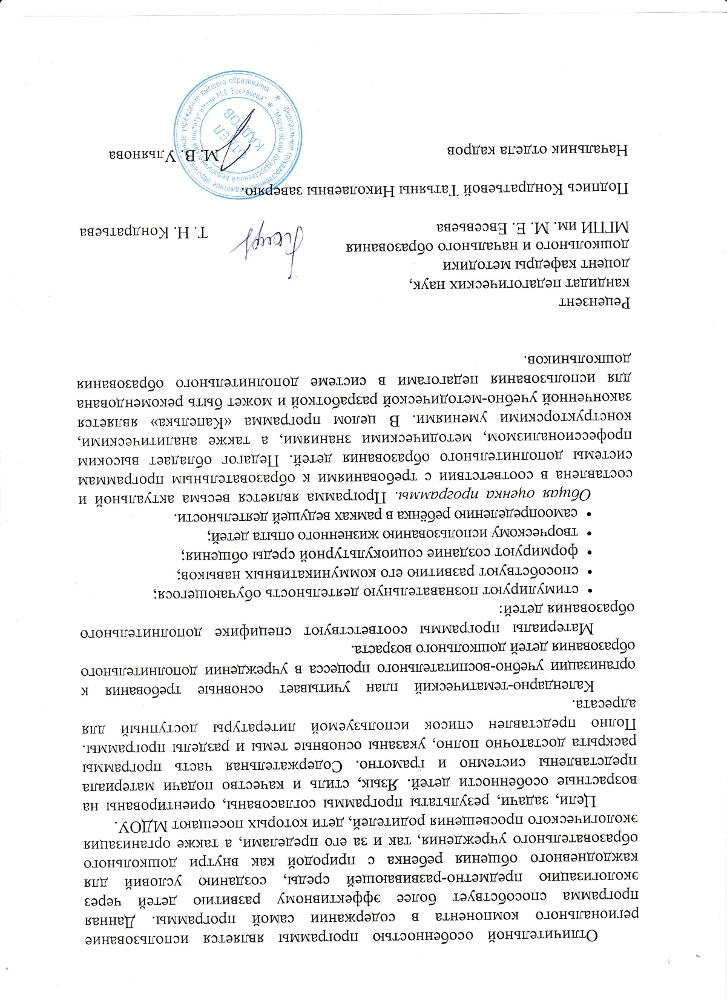 Отличительной особенностью программы является использование
регионального компонента в содержании самой программы. Данная
программа способствует более эффективному развитию детей через
экологизацию предметно-развивающей среды, созданию условий для
каждодневного общения ребенка с природой как внутри дошкольного
образовательного учреждения, так и за его пределами, а также организация
экологического просвещения родителей, дети которых посещают МДОУ.
Цели, задачи, результаты программы согласованы, ориентированы на
возрастные особенности детей. Язык, стиль и качество подачи материала
представлены системно и грамотно. Содержательная часть программы
раскрыта достаточно полно, указаны основные темы и разделы программы.
Полно представлен список используемой литературы доступный для
адресата.
Календарно-тематический план учитывает основные требования к
организации учебно-воспитательного процесса в учреждении дополнительного
образования детей дошкольного возраста.
Материалы программы соответствуют специфике дополнительного
образования детей:
• стимулируют познавательную деятельность обучающегося;
• способствуют развитию его коммуникативных навыков;
• формируют создание социокультурной среды общения;
• творческому использованию жизненного опыта детей;
• самоопределению ребёнка в рамках ведущей деятельности.
Общая оценка программы. Программа является весьма актуальной и
составлена в соответствии с требованиями к образовательным программам
системы дополнительного образования детей. Педагог обладает высоким
профессионализмом, методическими знаниями, а также аналитическими,
конструкторскими умениями. В целом программа «Капелька» является
законченной учебно-методической разработкой и может быть рекомендована
для использования педагогами в системе дополнительного образования
дошкольников.
Рецензент
кандидат педагогических наук,
доцент кафедры методики
дошкольного и начального образования
МГПИ им. М. Е. Евсевьева Т. Н. Кондратьева
Подпись Кондратьевой Татьяны Николаевны заверяю.
Начальник отдела кадров М. В. Ульянова
Федеральное государственное бюджетное образовательное учреждение высшего образования *
"Мордовский государственный педагогический институт имени М.Е. Евсевьева" *
ОТДЕЛ
КАДРОВ